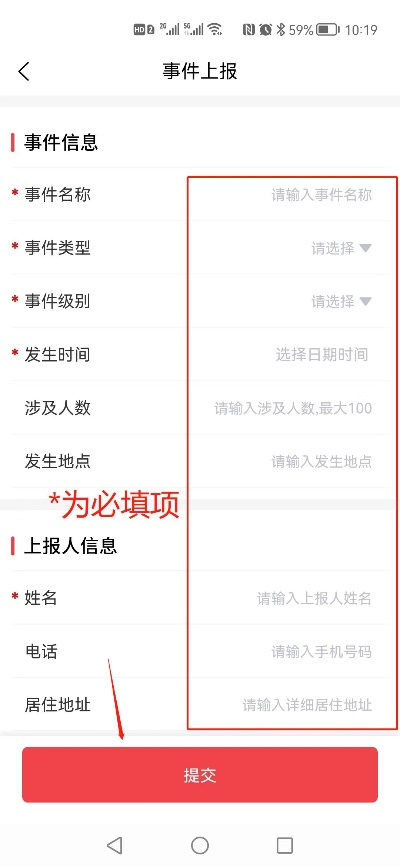 HD 2 2G 5G 59% 10:19
事件上报
事件信息
* 事件名称 请输入事件名称
* 事件类型 请选择
* 事件级别 请选择
* 发生时间 选择日期时间
涉及人数 请输入涉及人数,最大100
发生地点 请输入发生地点
*为必填项
上报人信息
* 姓名 请输入上报人姓名
电话 请输入手机号码
居住地址 请输入详细居住地址
提交